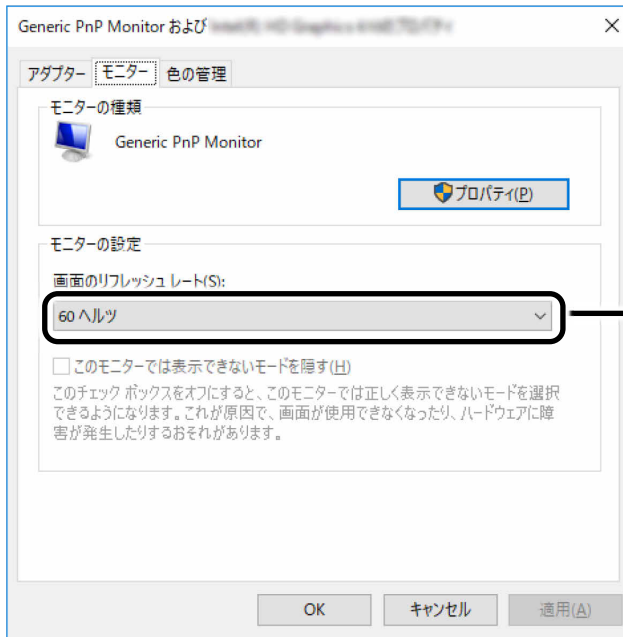 Generic PnP Monitor および
アダプター モニター 色の管理
モニターの種類
Generic PnP Monitor
プロパティ(P)
モニターの設定
画面のリフレッシュ レート(S):
60 ヘルツ
このモニターでは表示できないモードを隠す(H)
このチェック ボックスをオフにすると、このモニターでは正しく表示できないモードを選択
できるようになります。これが原因で、画面が使用できなくなったり、ハードウェアに障
害が発生したりするおそれがあります。
OK キャンセル 適用(A)